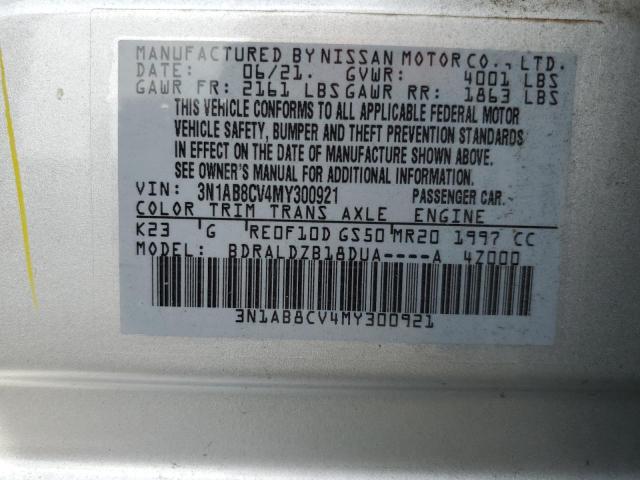 MANUFACTURED BY NISSAN MOTOR CO., LTD.
DATE: 06/21. GVWR: 4001 LBS
GAWR FR: 2161 LBS GAWR RR: 1863 LBS
THIS VEHICLE CONFORMS TO ALL APPLICABLE FEDERAL MOTOR
VEHICLE SAFETY, BUMPER AND THEFT PREVENTION STANDARDS
IN EFFECT ON THE DATE OF MANUFACTURE SHOWN ABOVE.
SEE OWNER'S MANUAL FOR ADDITIONAL INFORMATION.
VIN: 3N1AB8CV4MY300921 PASSENGER CAR.
COLOR TRIM TRANS AXLE ENGINE
K23 G RE0F10D GS50 MR20 1997 CC
MODEL: BDRALDZB18DUA----A 4Z000
3N1AB8CV4MY300921